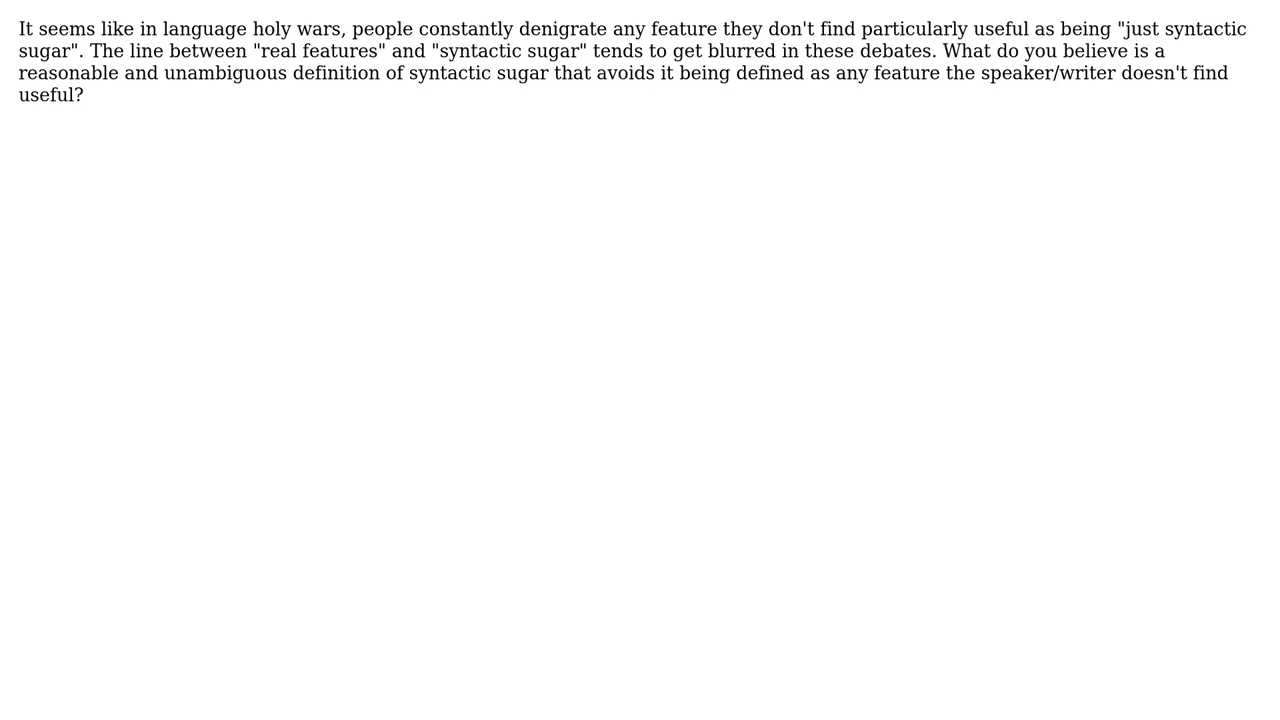 It seems like in language holy wars, people constantly denigrate any feature they don't find particularly useful as being "just syntactic
sugar". The line between "real features" and "syntactic sugar" tends to get blurred in these debates. What do you believe is a
reasonable and unambiguous definition of syntactic sugar that avoids it being defined as any feature the speaker/writer doesn't find
useful?